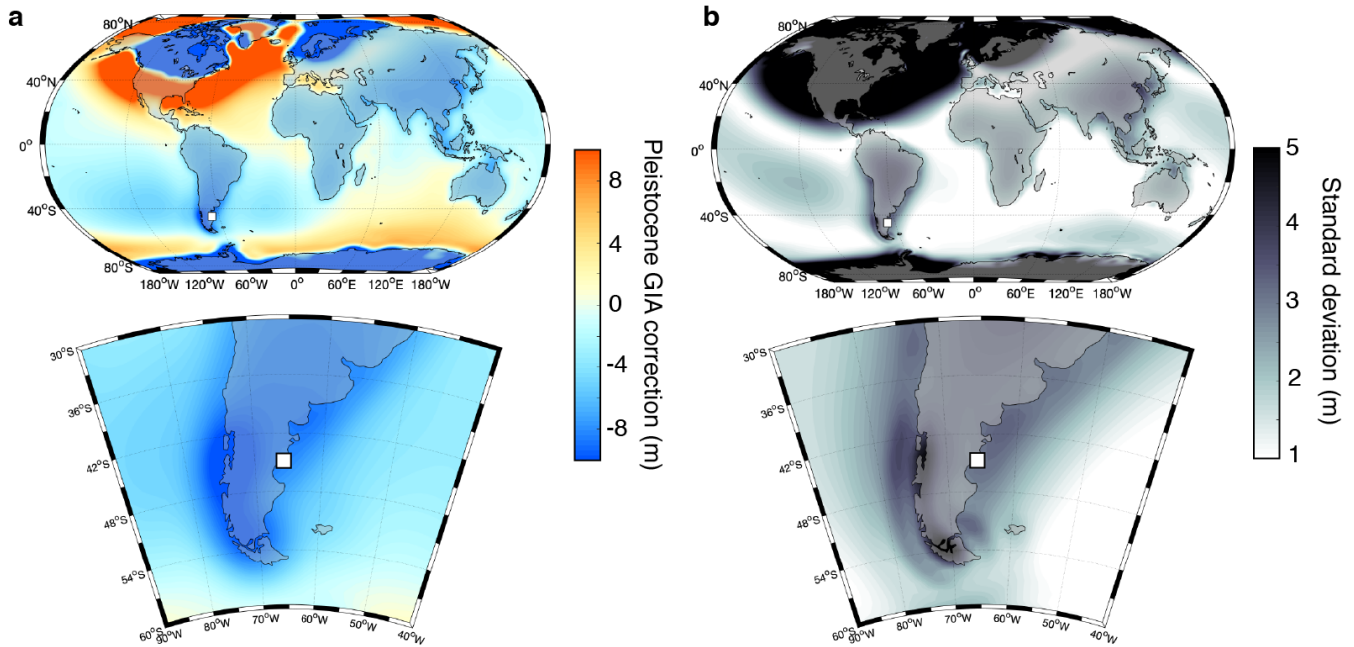 a
80°N
40°N
0°
40°S
80°S
180°W 120°W 60°W 0° 60°E 120°E 180°W
30°S
36°S
42°S
48°S
54°S
60°S
90°W 80°W 70°W 60°W 50°W 40°W
8
4
0
-4
-8
Pleistocene GIA correction (m)
b
80°N
40°N
0°
40°S
80°S
180°W 120°W 60°W 0° 60°E 120°E 180°W
30°S
36°S
42°S
48°S
54°S
60°S
90°W 80°W 70°W 60°W 50°W 40°W
5
4
3
2
1
Standard deviation (m)